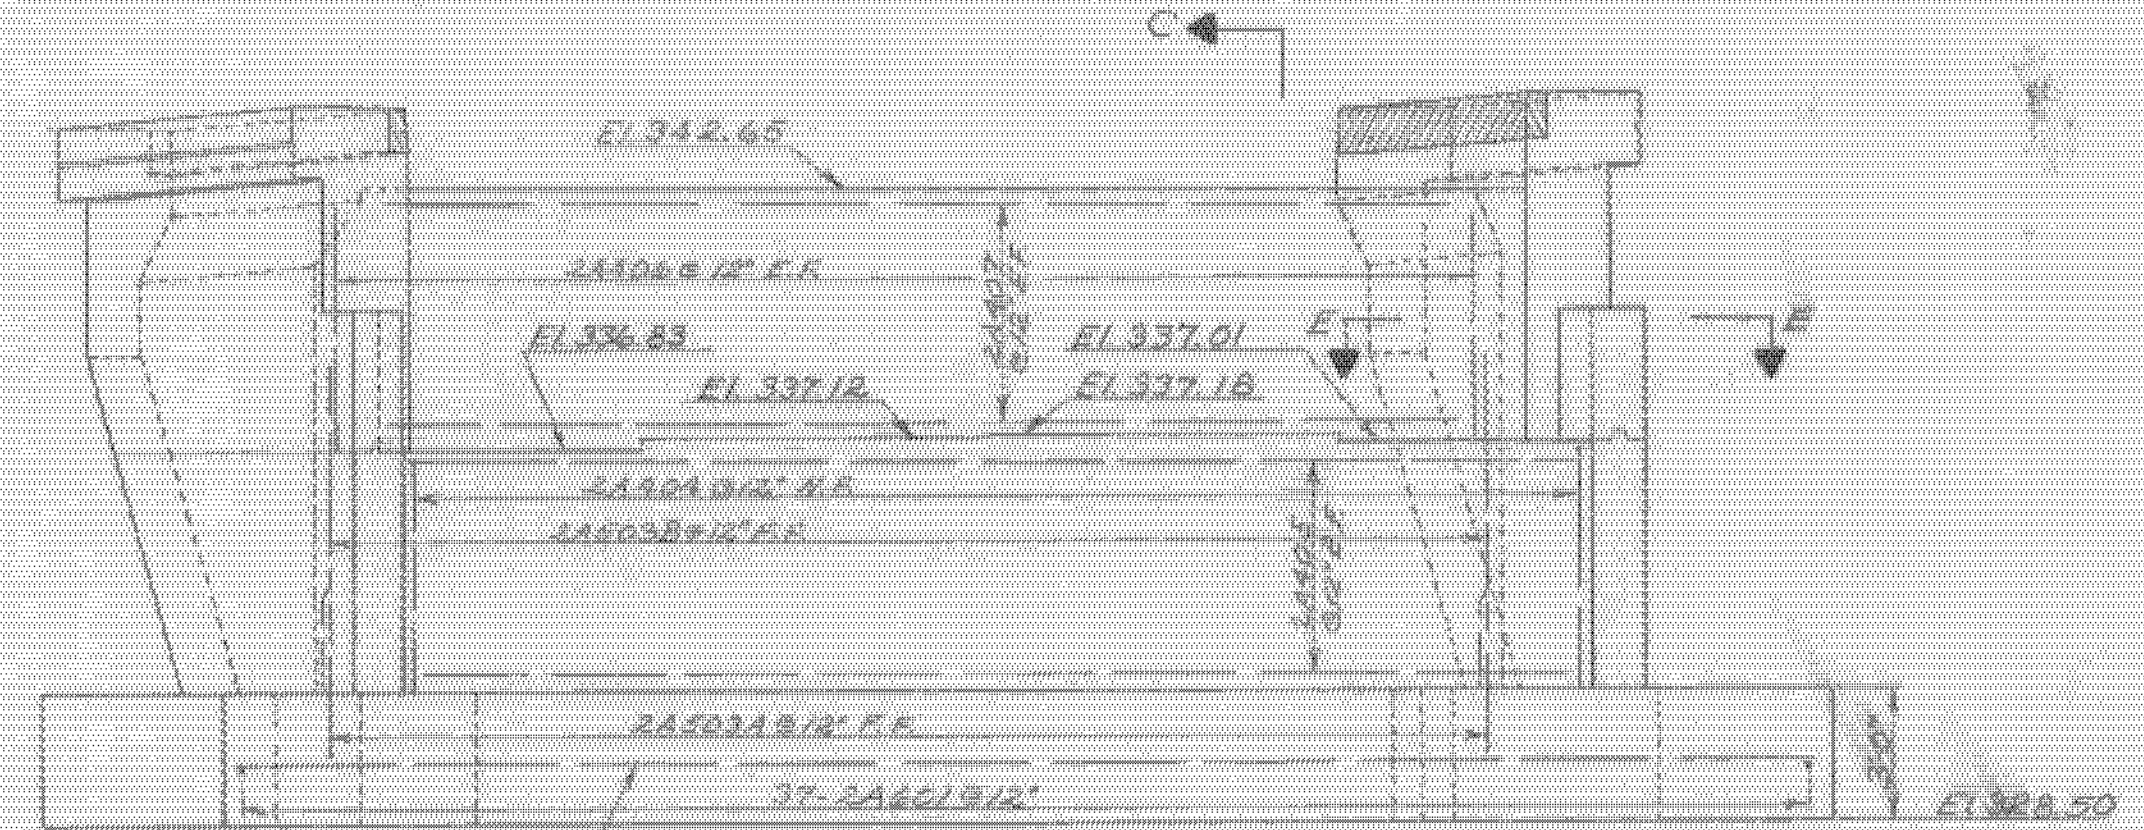 C
El. 342.65
2A506 @ 12" F.F.
El. 336.83
El. 337.01
El. 337.12
El. 337.18
E
B
2A504 @ 12" N.F.
2A503B @ 12" F.F.
2A503A @ 12" F.F.
37-2A601 @ 12"
El. 328.50